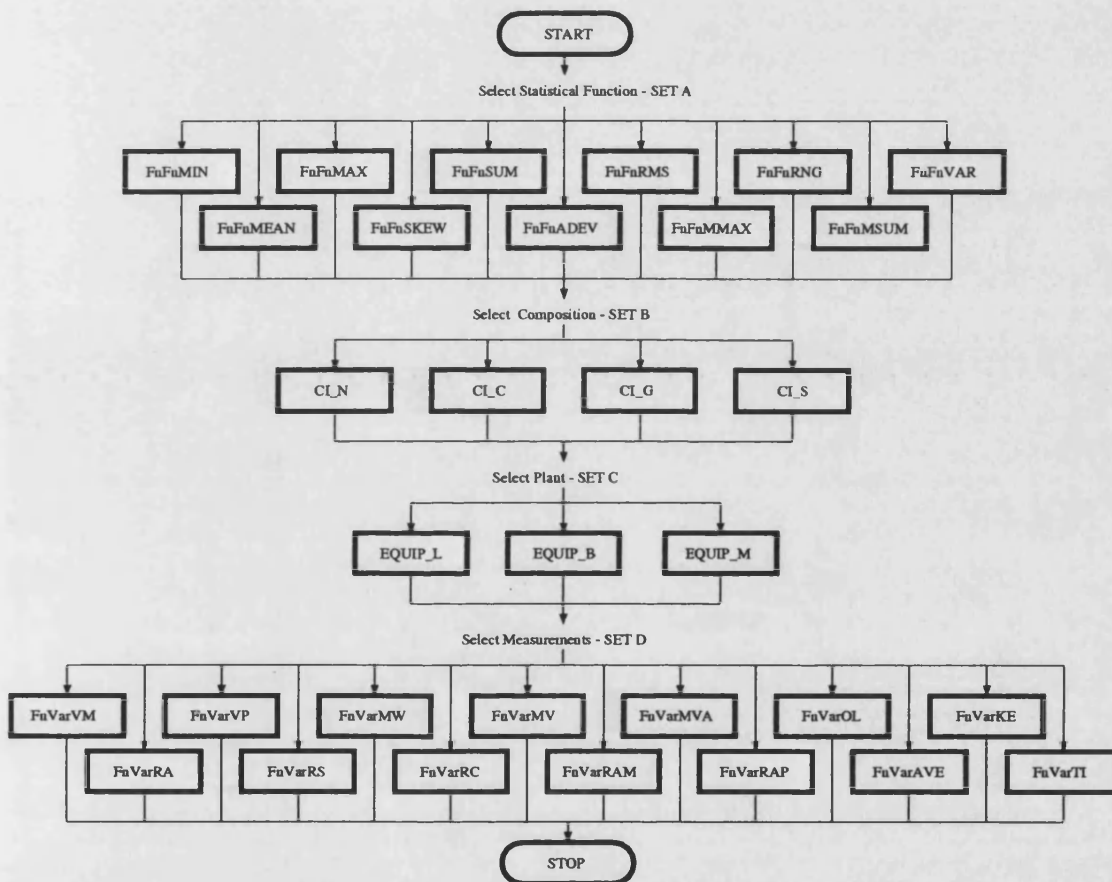 START
Select Statistical Function - SET A
FnFnMIN
FnFnMAX
FnFnSUM
FnFnRMS
FnFnRNG
FnFnVAR
FnFnMEAN
FnFnSKEW
FnFnADEV
FnFnMMAX
FnFnMSUM
Select Composition - SET B
CI_N
CI_C
CI_G
CI_S
Select Plant - SET C
EQUIP_L
EQUIP_B
EQUIP_M
Select Measurements - SET D
FnVarVM
FnVarVP
FnVarMW
FnVarMV
FnVarMVA
FnVarOL
FnVarKE
FnVarRA
FnVarRS
FnVarRC
FnVarRAM
FnVarRAP
FnVarAVE
FnVarTI
STOP